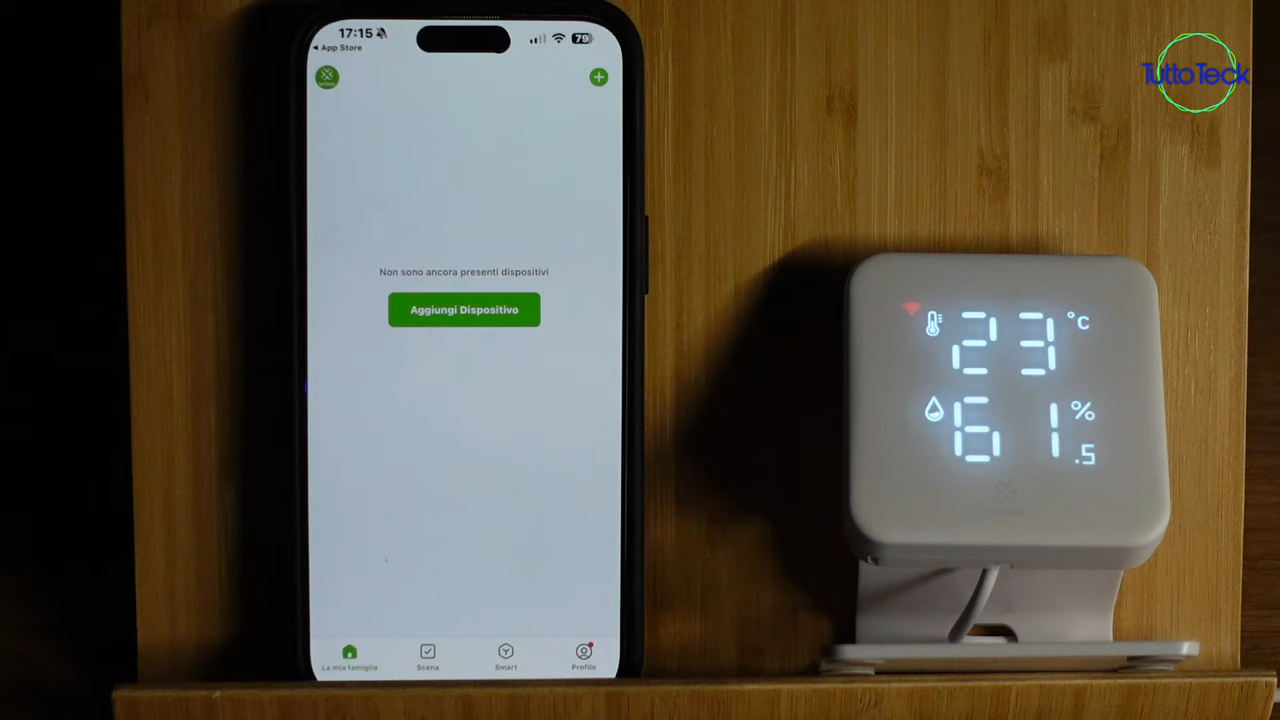 17:15
79
◀ App Store
TuttoTeck
Non sono ancora presenti dispositivi
Aggiungi Dispositivo
23 °C
61.5 %
La mia famiglia
Scena
Smart
Profilo